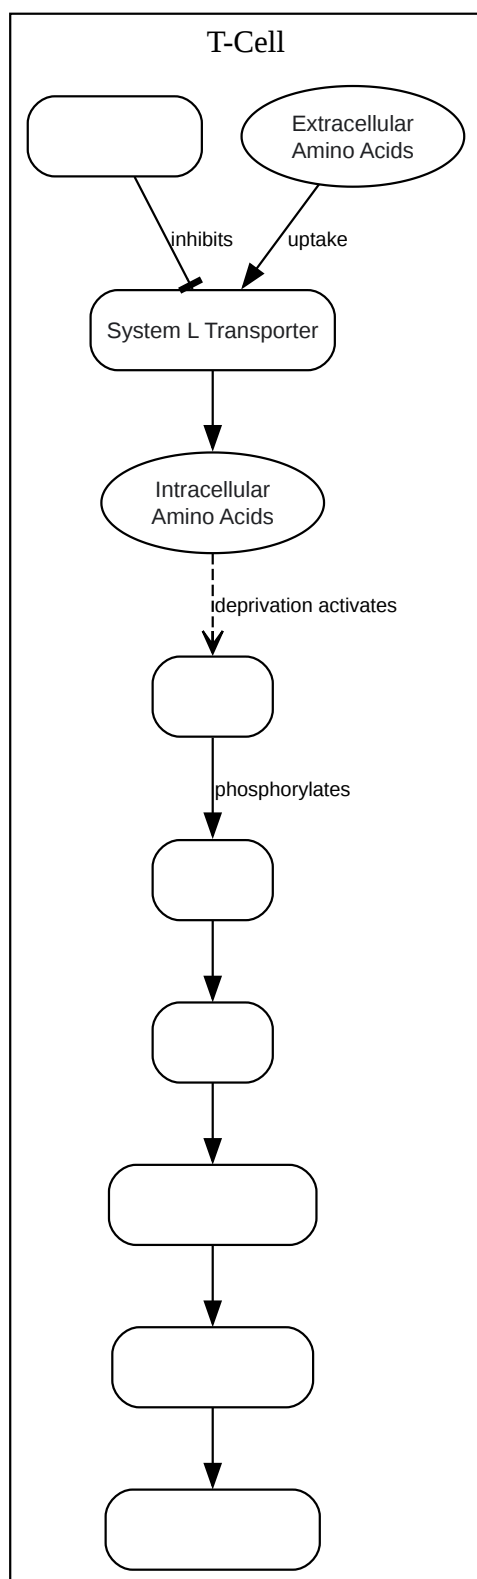 T-Cell
Extracellular
Amino Acids
inhibits
uptake
System L Transporter
Intracellular
Amino Acids
deprivation activates
phosphorylates